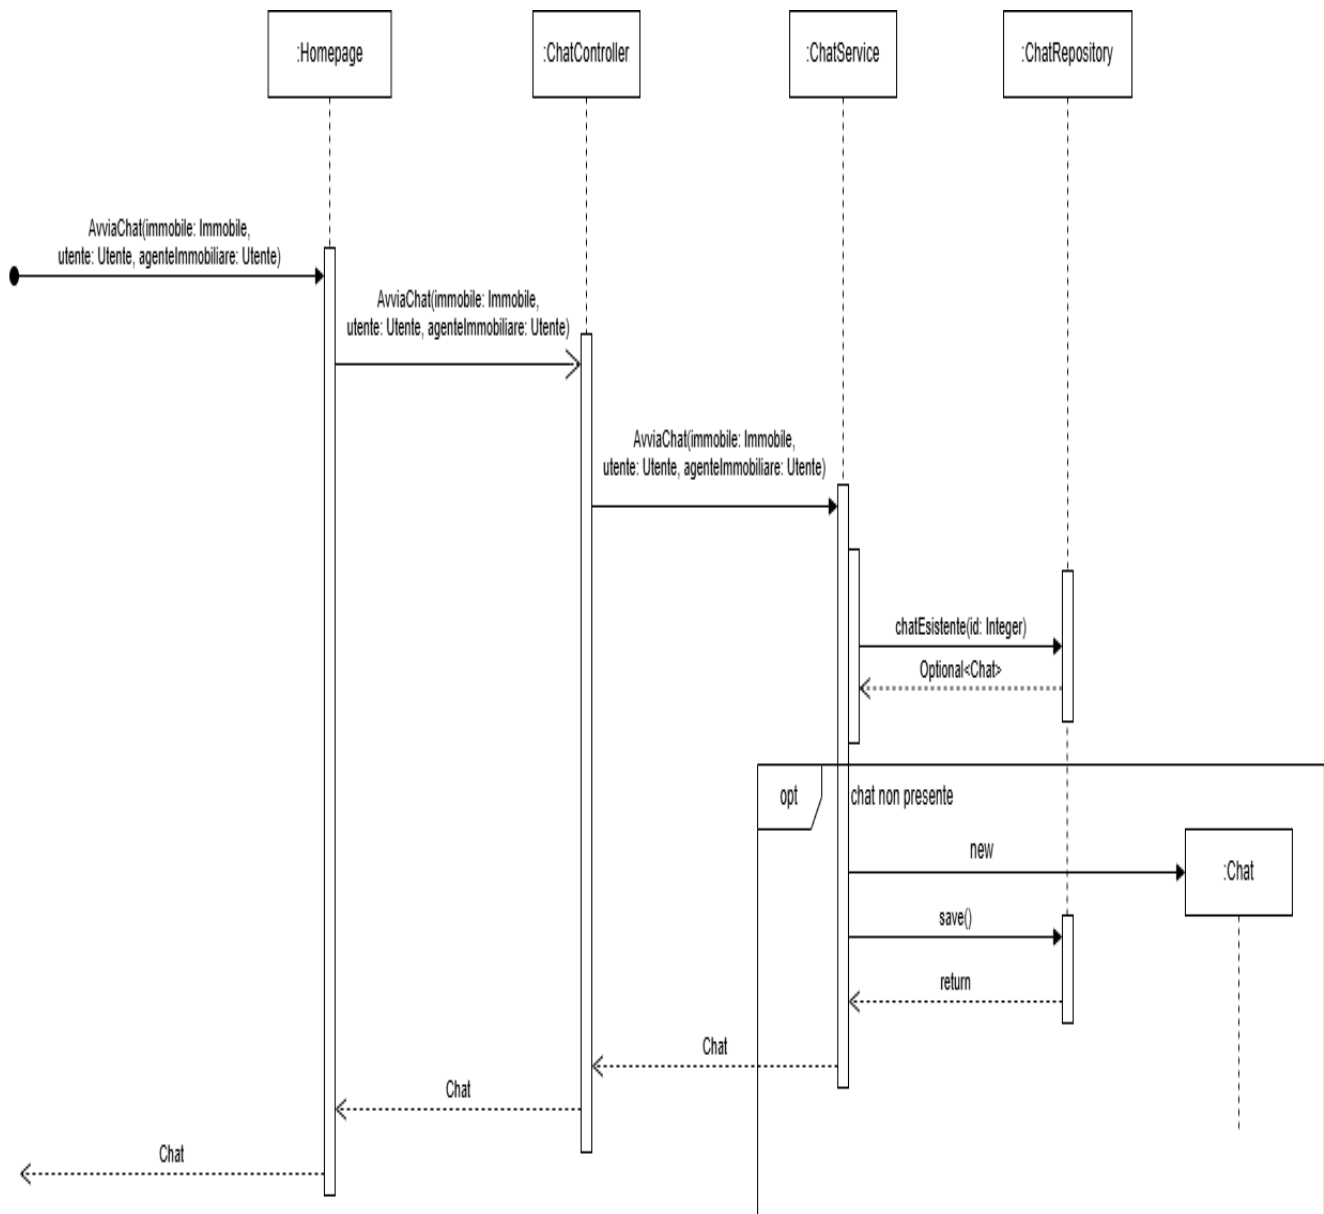 :Homepage
:ChatController
:ChatService
:ChatRepository
AvviaChat(immobile: Immobile,
utente: Utente, agenteImmobiliare: Utente)
AvviaChat(immobile: Immobile,
utente: Utente, agenteImmobiliare: Utente)
AvviaChat(immobile: Immobile,
utente: Utente, agenteImmobiliare: Utente)
chatEsistente(id: Integer)
Optional<Chat>
opt
chat non presente
new
:Chat
save()
return
Chat
Chat
Chat